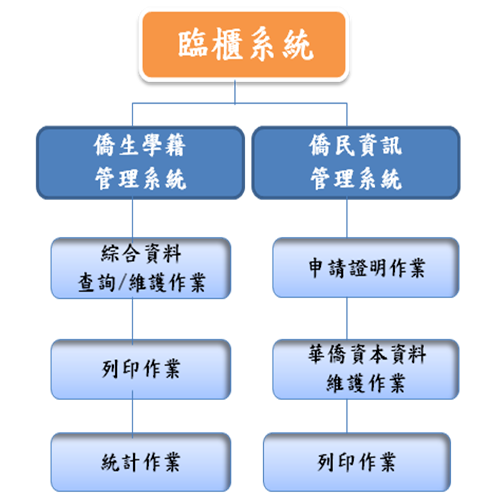 臨櫃系統
僑生學籍
管理系統
綜合資料
查詢/維護作業
列印作業
統計作業
僑民資訊
管理系統
申請證明作業
華僑資本資料
維護作業
列印作業